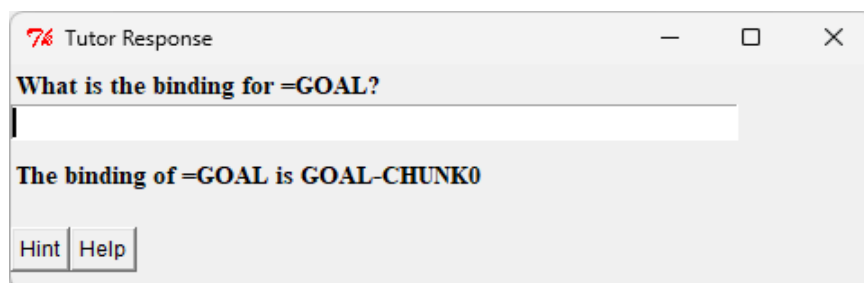 Tutor Response
What is the binding for =GOAL?
The binding of =GOAL is GOAL-CHUNK0
Hint Help